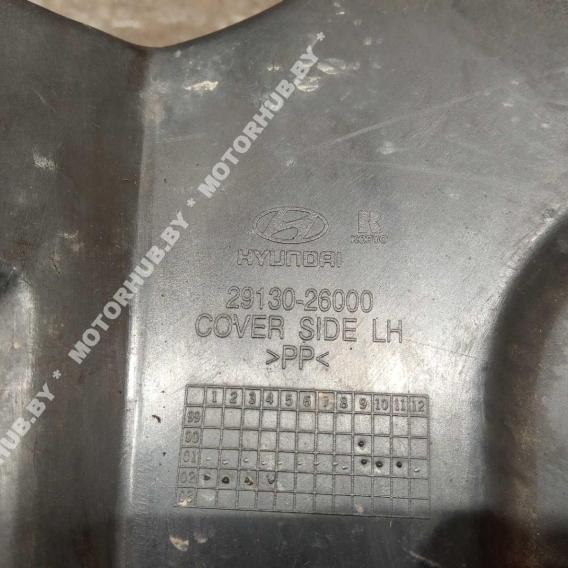 * MOTORHUB.BY * MOTORHUB.BY * MOTORHUB.BY *
HYUNDAI
R
29130-26000
COVER SIDE LH
>PP<
1 2 3 4 5 6 7 8 9 10 11 12
99
00
01
02